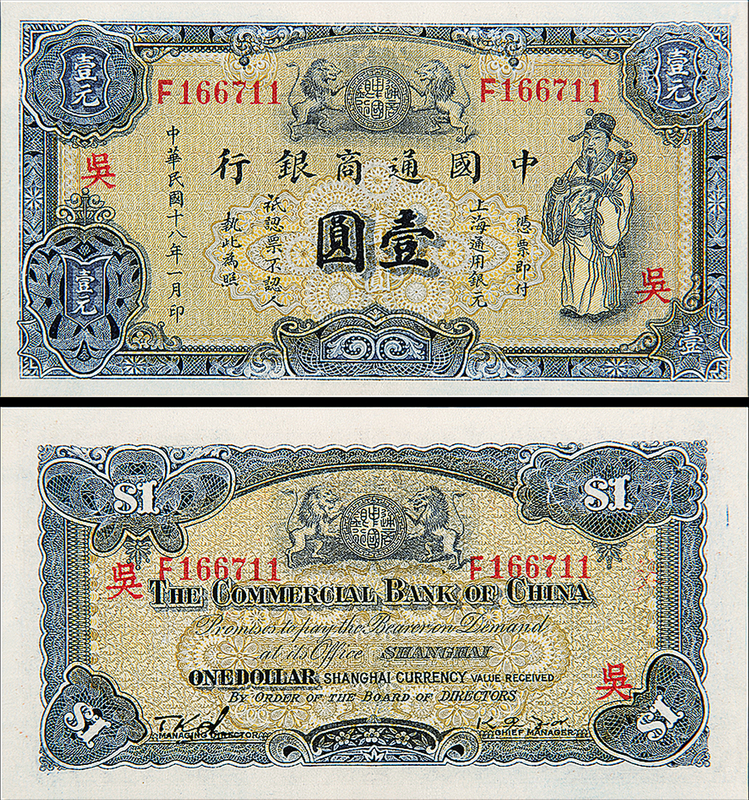 壹元
壹元
F166711
F166711
中國通商銀行
憑票即付
上海通用銀元
壹圓
祇認票不認人
執此為照
中華民國十八年一月印
吳
吳
壹元
壹
$1
$1
F166711
F166711
吳
THE COMMERCIAL BANK OF CHINA
Promises to pay the Bearer on Demand
at its Office SHANGHAI
ONE DOLLAR SHANGHAI CURRENCY VALUE RECEIVED
BY ORDER OF THE BOARD OF DIRECTORS
吳
MANAGING DIRECTOR
CHIEF MANAGER
$1
$1